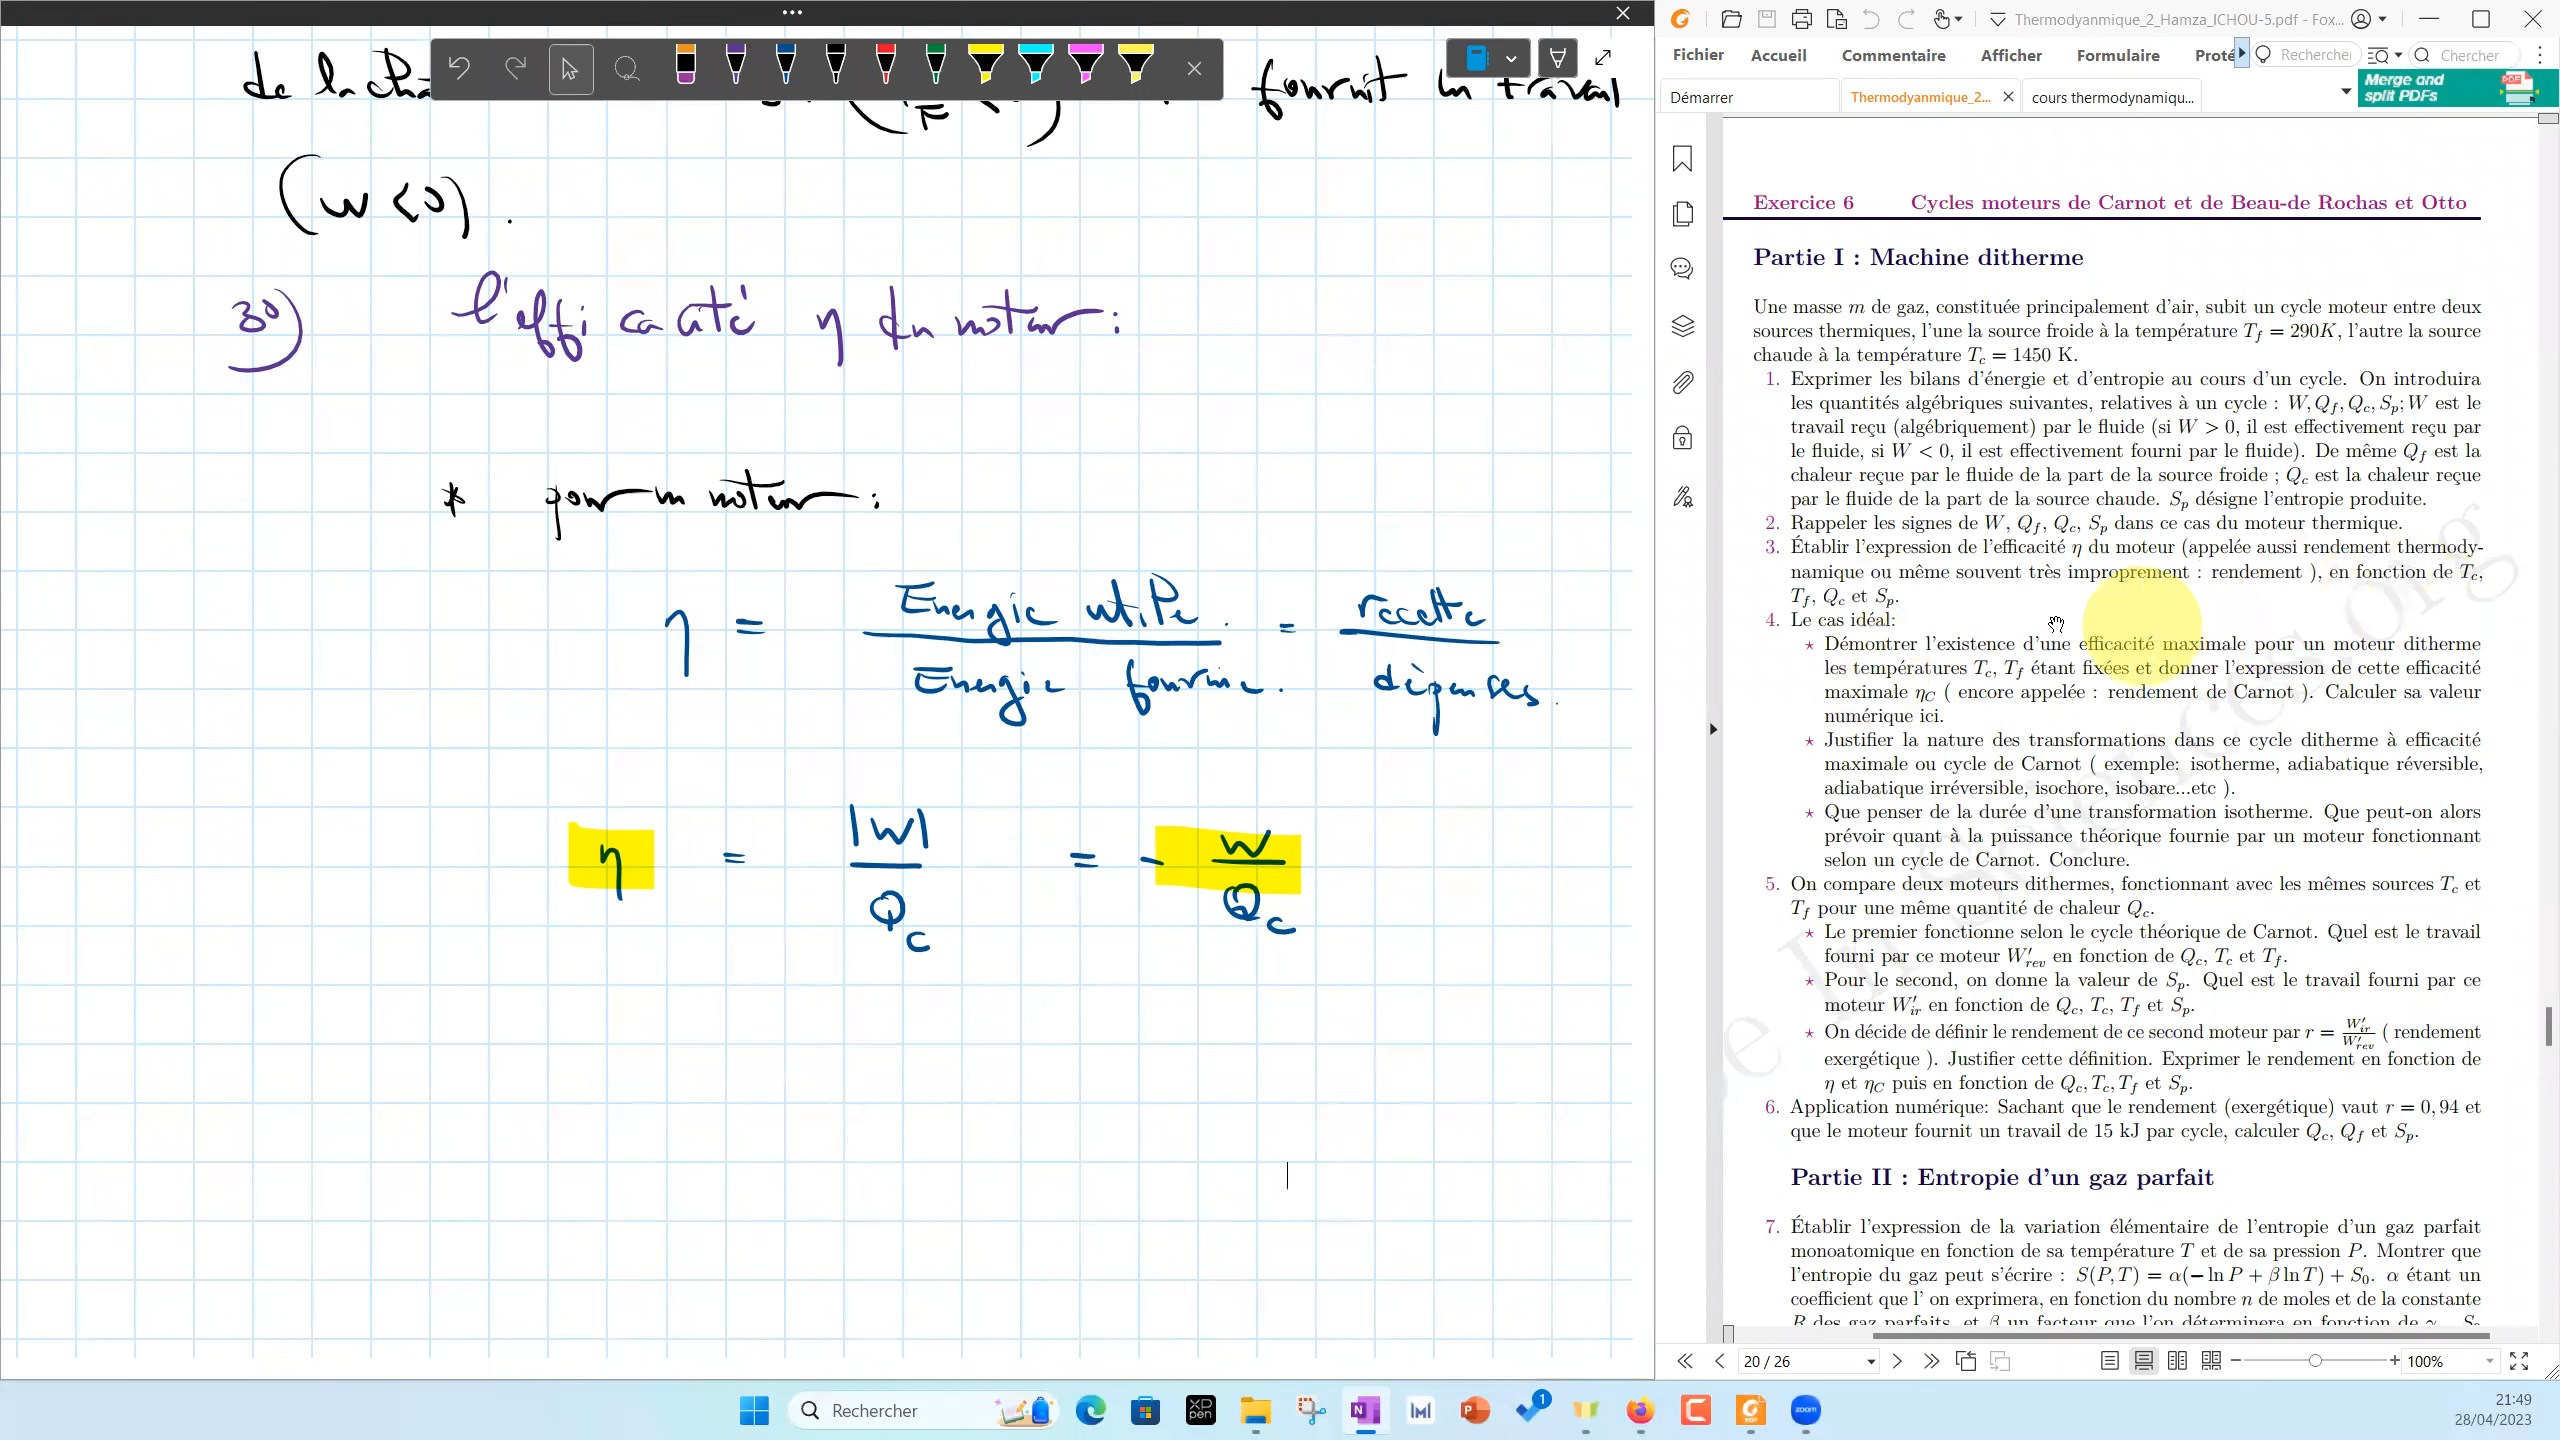 de la
fournit un travail
(W < 0).
3°) l'efficacité η du moteur :
* pour un moteur :
η = Energie utile / Energie fournie = recette / dépenses.
η = |W| / Qc = - W / Qc
Thermodyanmique_2_Hamza_ICHOU-5.pdf - Fox...
Fichier Accueil Commentaire Afficher Formulaire Proté Rechercher Chercher
Démarrer Thermodyanmique_2... cours thermodynamiqu...
Merge and split PDFs
Exercice 6 Cycles moteurs de Carnot et de Beau-de Rochas et Otto
Partie I : Machine ditherme
Une masse m de gaz, constituée principalement d'air, subit un cycle moteur entre deux
sources thermiques, l'une la source froide à la température Tf = 290K, l'autre la source
chaude à la température Tc = 1450 K.
1. Exprimer les bilans d'énergie et d'entropie au cours d'un cycle. On introduira
les quantités algébriques suivantes, relatives à un cycle : W, Qf, Qc, Sp; W est le
travail reçu (algébriquement) par le fluide (si W > 0, il est effectivement reçu par
le fluide, si W < 0, il est effectivement fourni par le fluide). De même Qf est la
chaleur reçue par le fluide de la part de la source froide ; Qc est la chaleur reçue
par le fluide de la part de la source chaude. Sp désigne l'entropie produite.
2. Rappeler les signes de W, Qf, Qc, Sp dans ce cas du moteur thermique.
3. Établir l'expression de l'efficacité η du moteur (appelée aussi rendement thermody-
namique ou même souvent très improprement : rendement ), en fonction de Tc,
Tf, Qc et Sp.
4. Le cas idéal:
⋆ Démontrer l'existence d'une efficacité maximale pour un moteur ditherme
les températures Tc, Tf étant fixées et donner l'expression de cette efficacité
maximale ηC ( encore appelée : rendement de Carnot ). Calculer sa valeur
numérique ici.
⋆ Justifier la nature des transformations dans ce cycle ditherme à efficacité
maximale ou cycle de Carnot ( exemple: isotherme, adiabatique réversible,
adiabatique irréversible, isochore, isobare...etc ).
⋆ Que penser de la durée d'une transformation isotherme. Que peut-on alors
prévoir quant à la puissance théorique fournie par un moteur fonctionnant
selon un cycle de Carnot. Conclure.
5. On compare deux moteurs dithermes, fonctionnant avec les mêmes sources Tc et
Tf pour une même quantité de chaleur Qc.
⋆ Le premier fonctionne selon le cycle théorique de Carnot. Quel est le travail
fourni par ce moteur W'rev en fonction de Qc, Tc et Tf.
⋆ Pour le second, on donne la valeur de Sp. Quel est le travail fourni par ce
moteur W'ir en fonction de Qc, Tc, Tf et Sp.
⋆ On décide de définir le rendement de ce second moteur par r = W'ir / W'rev ( rendement
exergétique ). Justifier cette définition. Exprimer le rendement en fonction de
η et ηC puis en fonction de Qc, Tc, Tf et Sp.
6. Application numérique: Sachant que le rendement (exergétique) vaut r = 0, 94 et
que le moteur fournit un travail de 15 kJ par cycle, calculer Qc, Qf et Sp.
Partie II : Entropie d'un gaz parfait
7. Établir l'expression de la variation élémentaire de l'entropie d'un gaz parfait
monoatomique en fonction de sa température T et de sa pression P. Montrer que
l'entropie du gaz peut s'écrire : S(P, T) = α(− ln P + β ln T) + S0. α étant un
coefficient que l' on exprimera, en fonction du nombre n de moles et de la constante
R des gaz parfaits, et β un facteur que l'on déterminera en fonction de γ
20 / 26
100%
Rechercher
21:49
28/04/2023